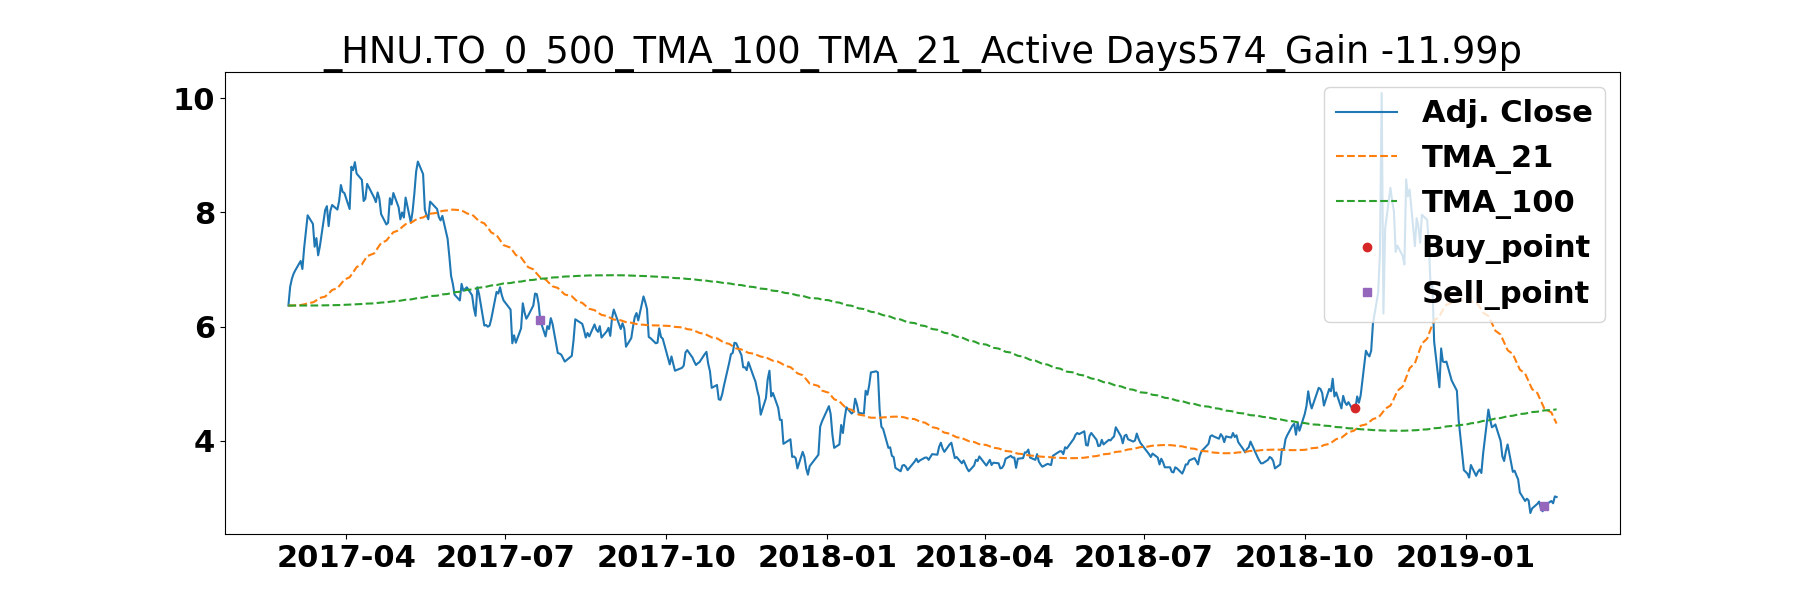 _HNU.TO_0_500_TMA_100_TMA_21_Active Days574_Gain -11.99p
10
8
6
4
Adj. Close
TMA_21
TMA_100
Buy_point
Sell_point
2017-04 2017-07 2017-10 2018-01 2018-04 2018-07 2018-10 2019-01